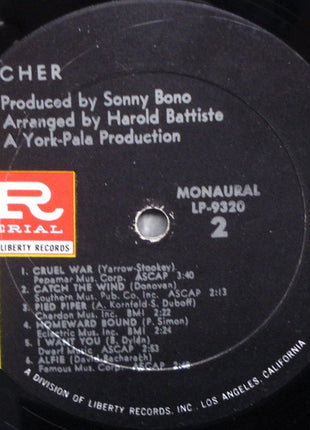 CHER
Produced by Sonny Bono
Arranged by Harold Battiste
A York-Pala Production
MONAURAL
LP-9320
2
R
ERIAL
LIBERTY RECORDS
1. CRUEL WAR (Yarrow-Stookey)
Pepamar Mus. Corp. ASCAP 3:40
2. CATCH THE WIND (Donovan)
Southern Mus. Pub. Co. Inc. ASCAP 2:13
3. PIED PIPER (A. Kornfeld-S. Duboff)
Chardon Mus. Inc. BMI - 2:22
4. HOMEWARD BOUND (P. Simon)
Eclectric Mus. Inc. BMI 2:
5. I WANT YOU (B. Dylan)
Dwarf Music ASCAP 2:53
6. ALFIE (David Bacharach)
Famous Mus. Corp. ASCAP
A DIVISION OF LIBERTY RECORDS, INC., LOS ANGELES, CALIFORNIA